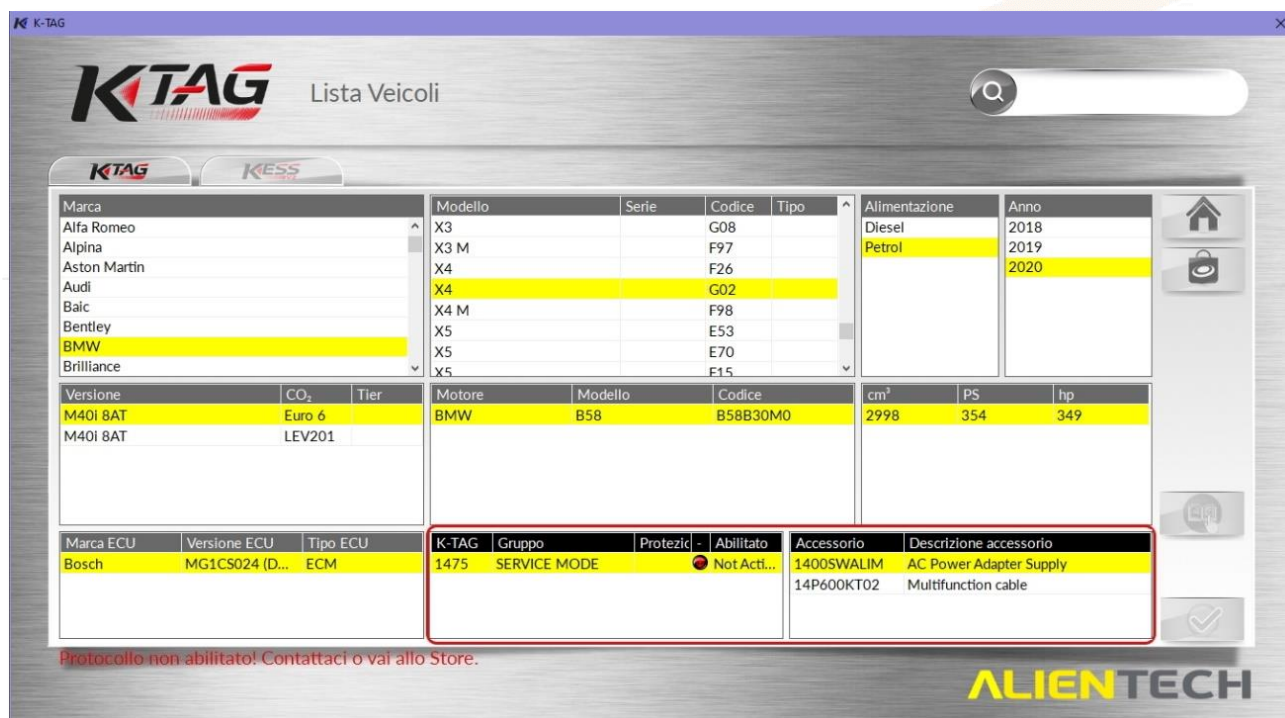 K-TAG
KTAG
Lista Veicoli
KTAG
KESS
Marca
Alfa Romeo
Alpina
Aston Martin
Audi
Baic
Bentley
BMW
Brilliance
Modello Serie Codice Tipo
X3 G08
X3 M F97
X4 F26
X4 G02
X4 M F98
X5 E53
X5 E70
X5 F15
Alimentazione
Diesel
Petrol
Anno
2018
2019
2020
Versione CO₂ Tier
M40I 8AT Euro 6
M40I 8AT LEV201
Motore Modello Codice
BMW B58 B58B30M0
cm³ PS hp
2998 354 349
Marca ECU Versione ECU Tipo ECU
Bosch MG1CS024 (D... ECM
K-TAG Gruppo Protezic - Abilitato
1475 SERVICE MODE Not Acti...
Accessorio Descrizione accessorio
1400SWALIM AC Power Adapter Supply
14P600KT02 Multifunction cable
Protocollo non abilitato! Contattaci o vai allo Store.
ALIENTECH